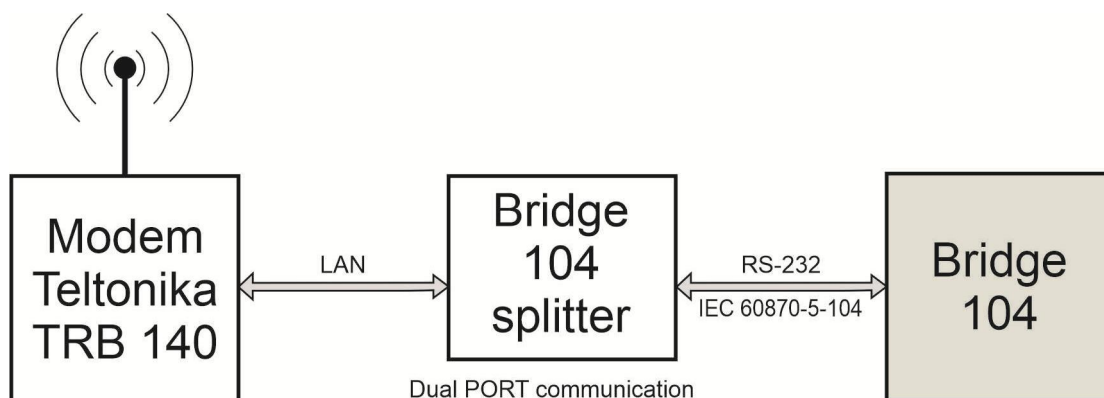 Modem
Teltonika
TRB 140
LAN
Bridge
104
splitter
Dual PORT communication
RS-232
IEC 60870-5-104
Bridge
104